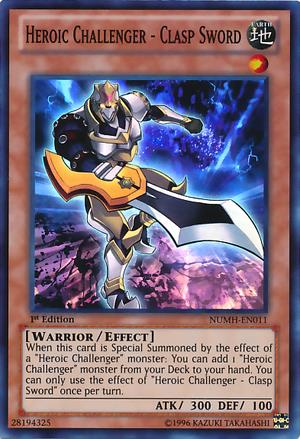 HEROIC CHALLENGER - CLASP SWORD
EARTH
地
1st Edition
NUMH-EN011
[WARRIOR / EFFECT]
When this card is Special Summoned by the effect
of a "Heroic Challenger" monster: You can add 1 "Heroic
Challenger" monster from your Deck to your hand. You
can only use the effect of "Heroic Challenger - Clasp
Sword" once per turn.
ATK/ 300 DEF/ 100
28194325
©1996 KAZUKI TAKAHASHI